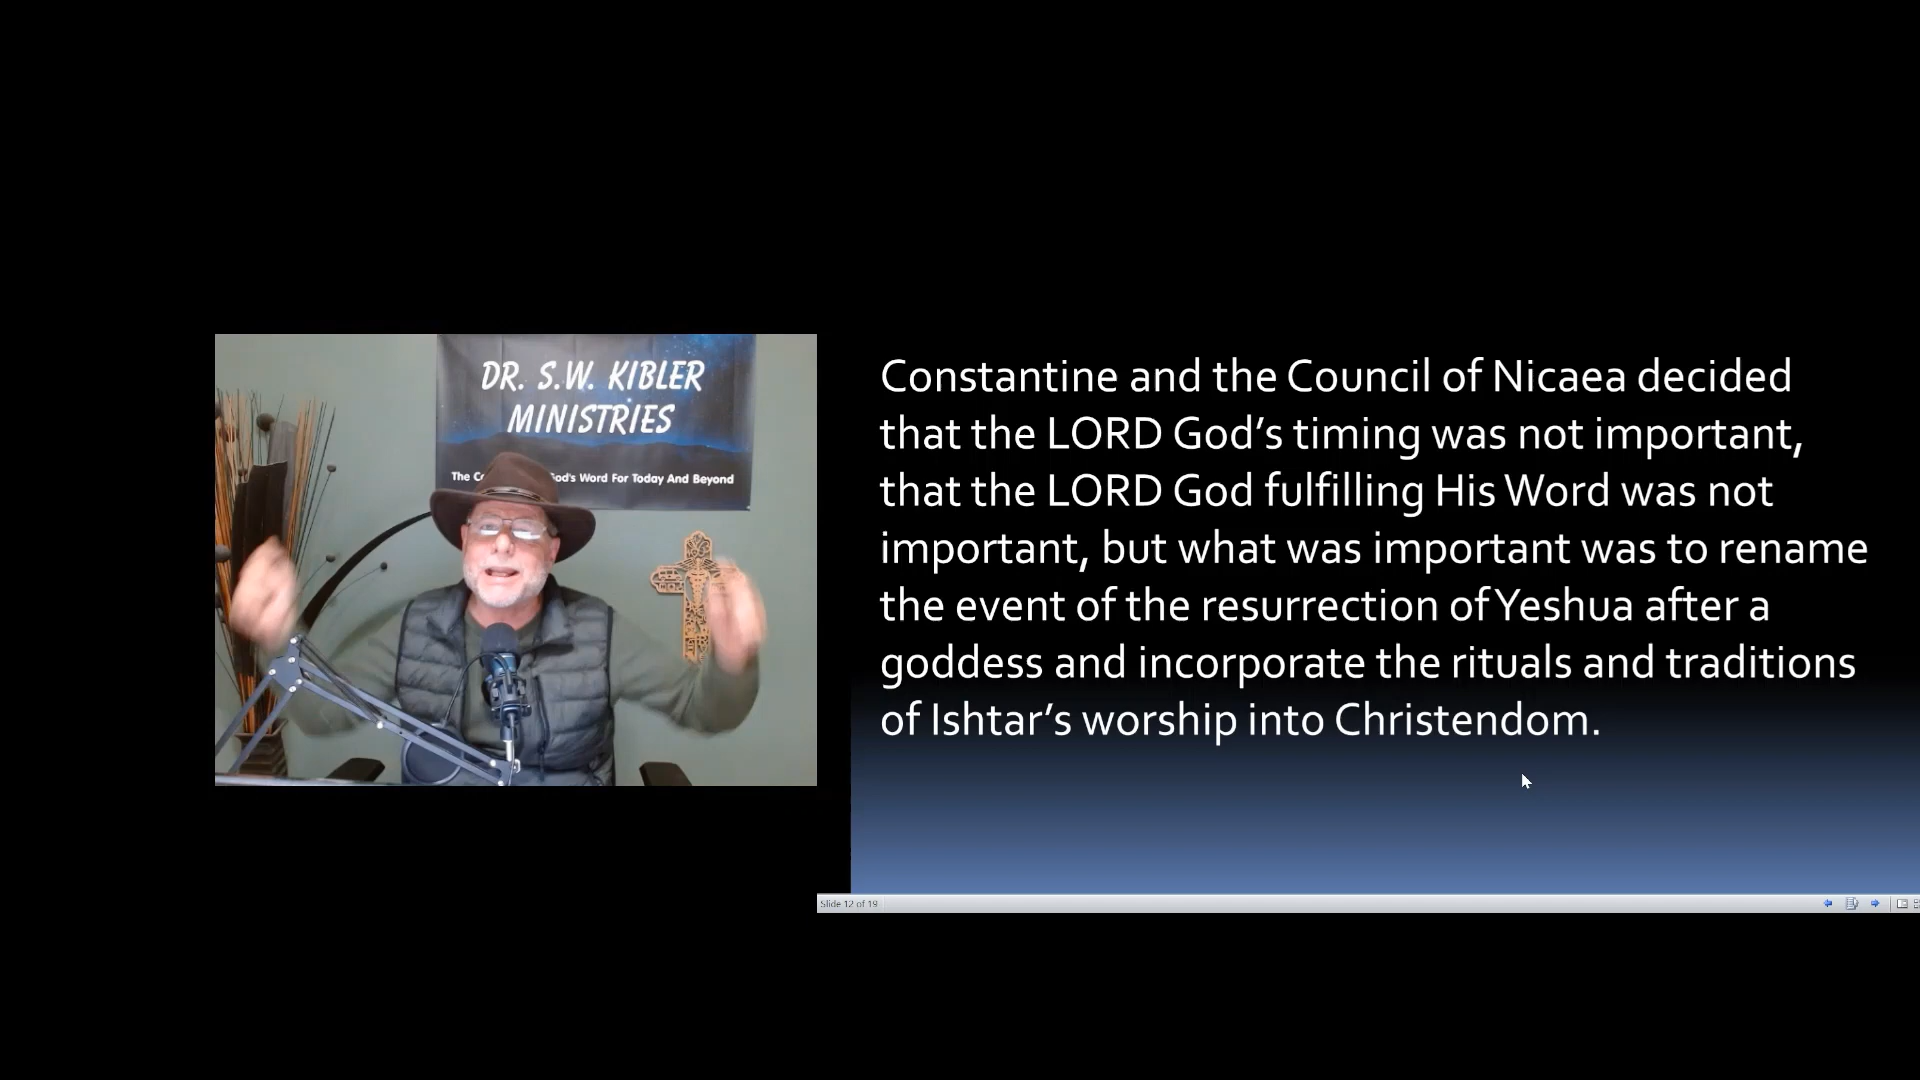 DR. S.W. KIBLER
MINISTRIES
The God's Word For Today And Beyond
Constantine and the Council of Nicaea decided
that the LORD God’s timing was not important,
that the LORD God fulfilling His Word was not
important, but what was important was to rename
the event of the resurrection of Yeshua after a
goddess and incorporate the rituals and traditions
of Ishtar’s worship into Christendom.
Slide 12 of 19